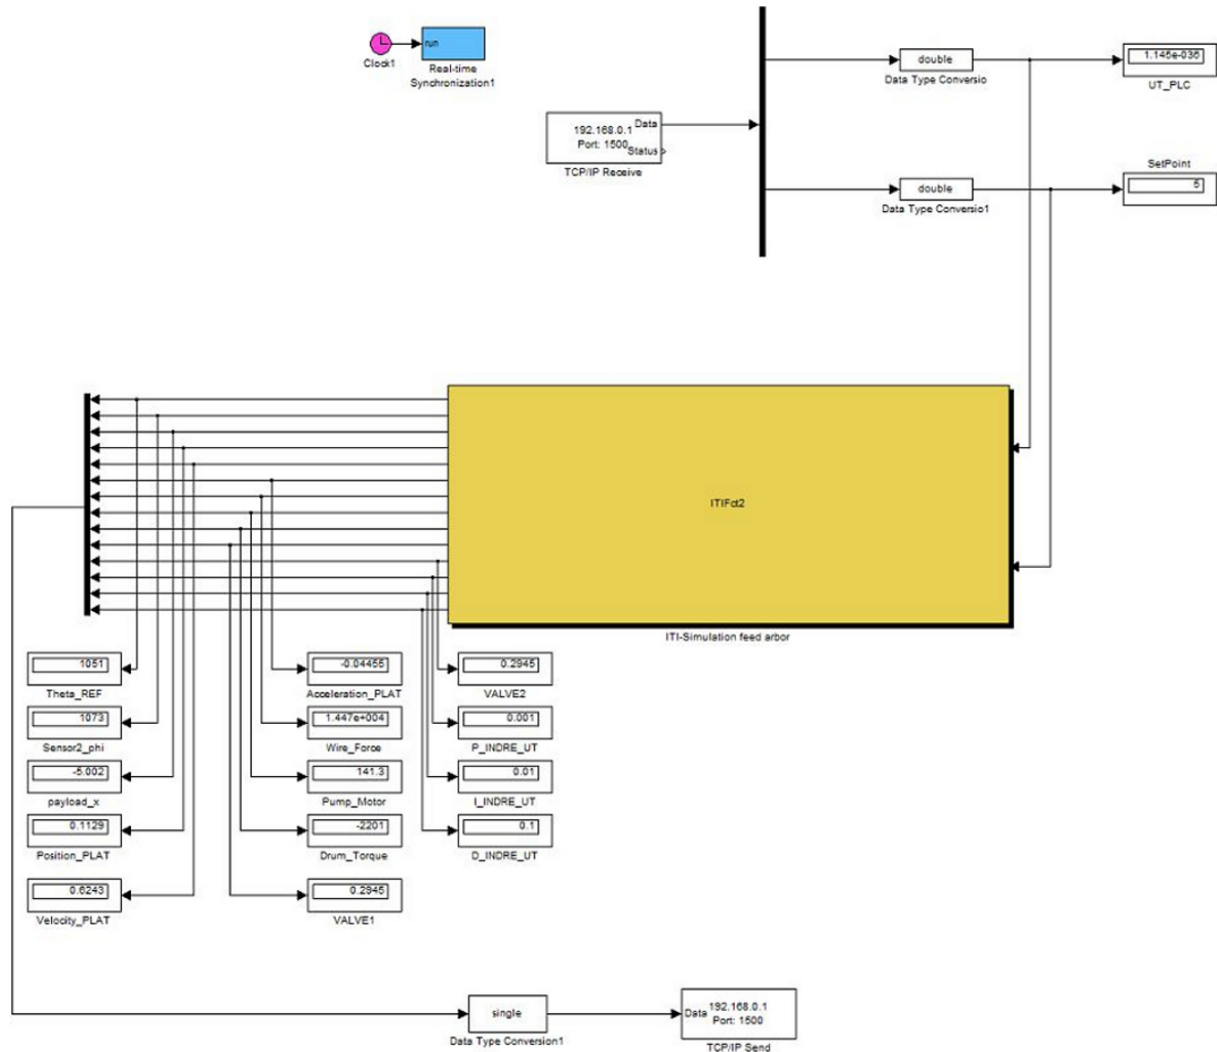 run
Clock1
Real-time
Synchronization1
double
Data Type Conversio
1.146e-036
UT_PLC
192.168.0.1
Port: 1500
Data
Status
TCP/IP Receive
SetPoint
5
double
Data Type Conversio1
ITIFct2
ITI-Simulation feed arbor
1051
Theta_REF
-0.04455
Acceleration_PLAT
0.2945
VALVE2
1073
Sensor2_phi
1.447e+004
Wire_Force
0.001
P_INDRE_UT
-5.002
payload_x
141.3
Pump_Motor
0.01
I_INDRE_UT
0.1129
Position_PLAT
-2201
Drum_Torque
0.1
D_INDRE_UT
0.6243
Velocity_PLAT
0.2945
VALVE1
single
Data Type Conversion1
Data
192.168.0.1
Port: 1500
TCP/IP Send